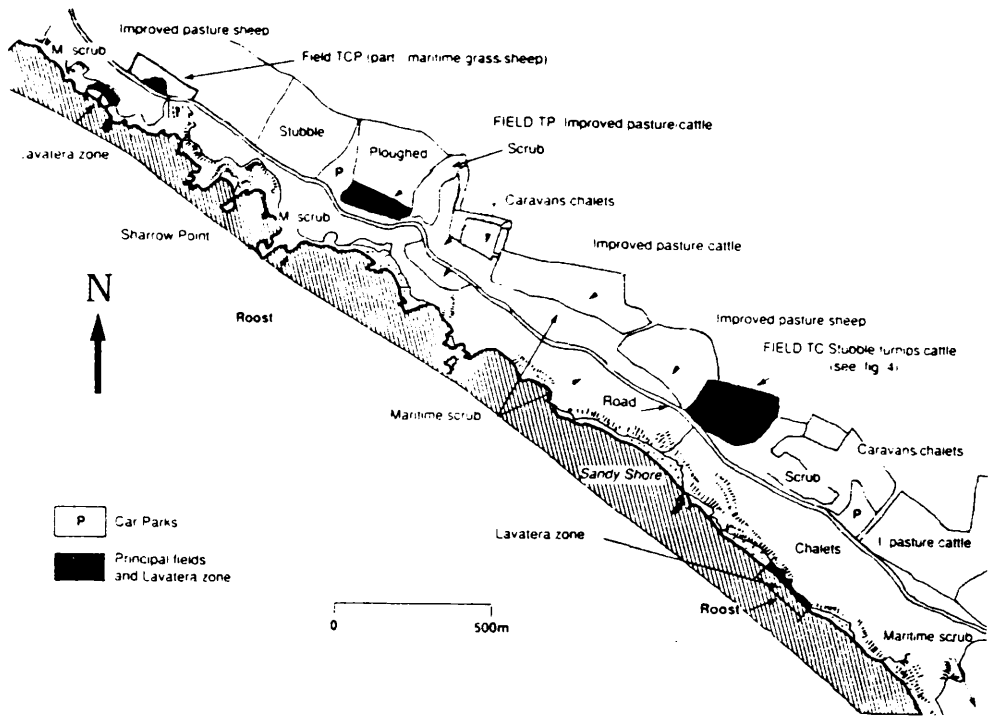 Improved pasture sheep
M scrub
Field TCP (part maritime grass sheep)
Stubble
Ploughed
FIELD TP Improved pasture cattle
Scrub
P
Lavatera zone
Caravans chalets
P
M scrub
Sharrow Point
Improved pasture cattle
N
Roost
Improved pasture sheep
FIELD TC Stubble turnips cattle
(see fig 4)
Maritime scrub
Road
Caravans chalets
Sandy Shore
Scrub
P
P Car Parks
Principal fields
and Lavatera zone
Lavatera zone
Chalets
I pasture cattle
Roost
0 500m
Maritime scrub